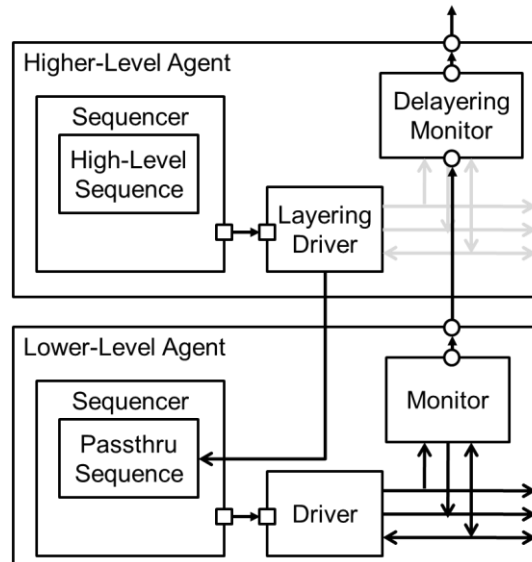 Higher-Level Agent
Sequencer
High-Level
Sequence
Delayering
Monitor
Layering
Driver
Lower-Level Agent
Sequencer
Passthru
Sequence
Monitor
Driver